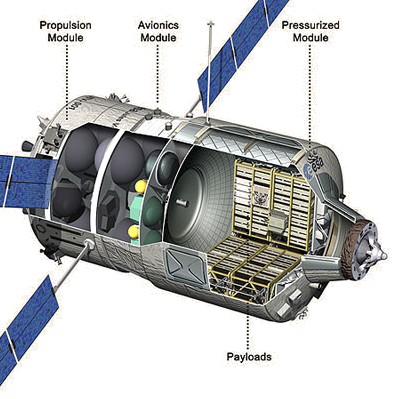 Propulsion
Module
Avionics
Module
Pressurized
Module
Payloads